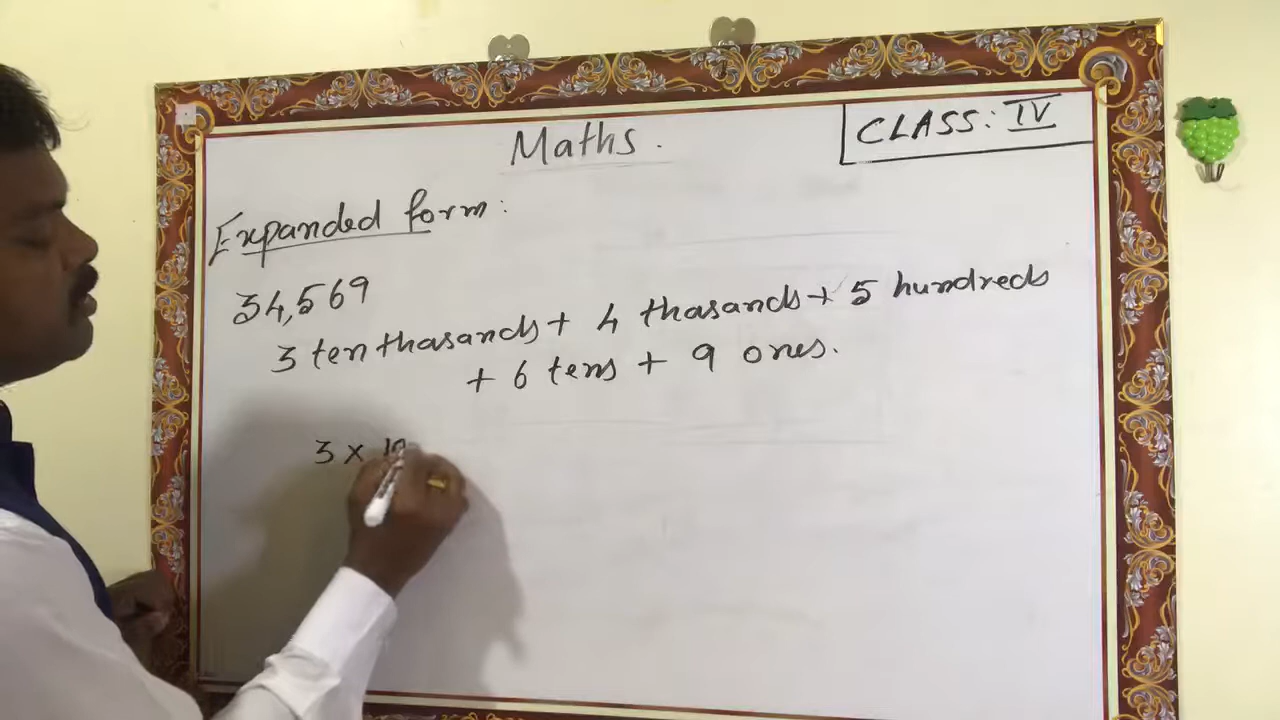 Maths.
CLASS: IV
Expanded form:
34,569
3 ten thasands + 4 thasands + 5 hundreds
+ 6 tens + 9 ones.
3 × 10